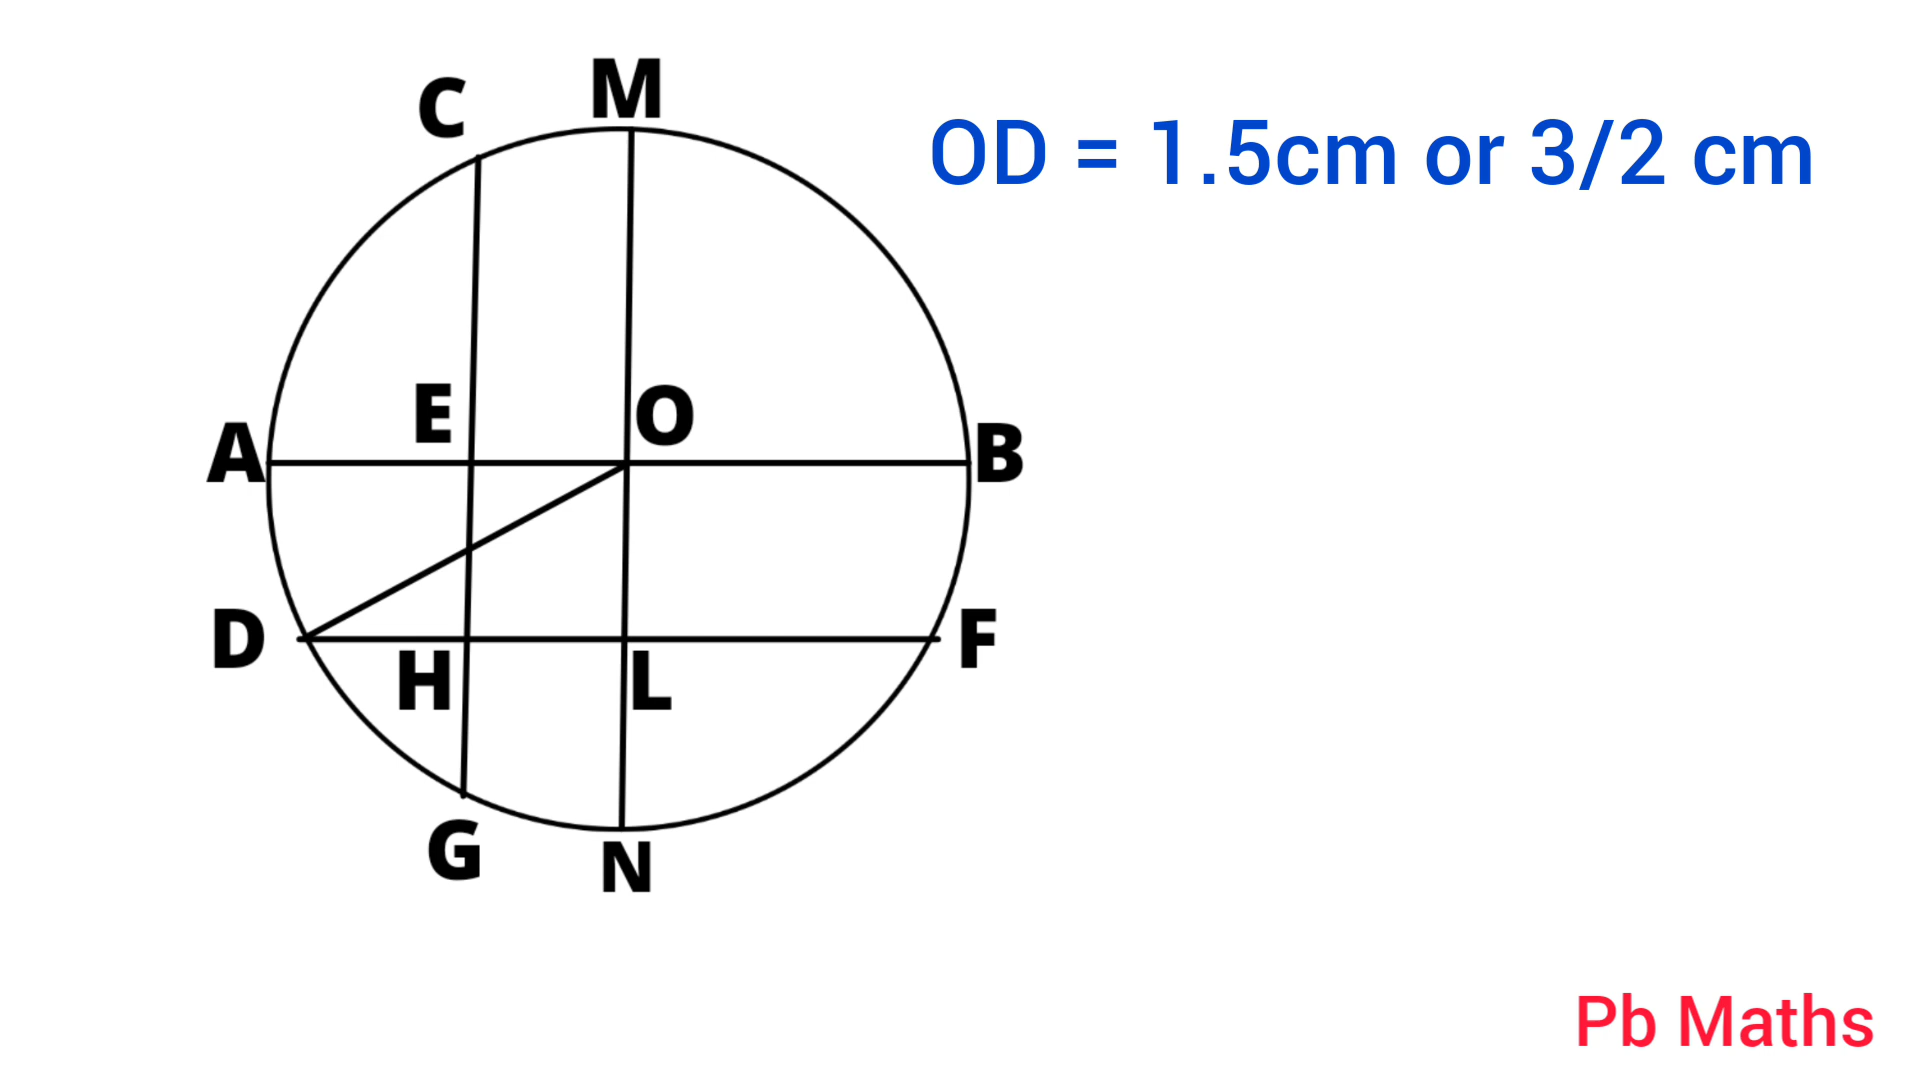 C M
OD = 1.5cm or 3/2 cm
E O
A B
D F
H L
G N
Pb Maths